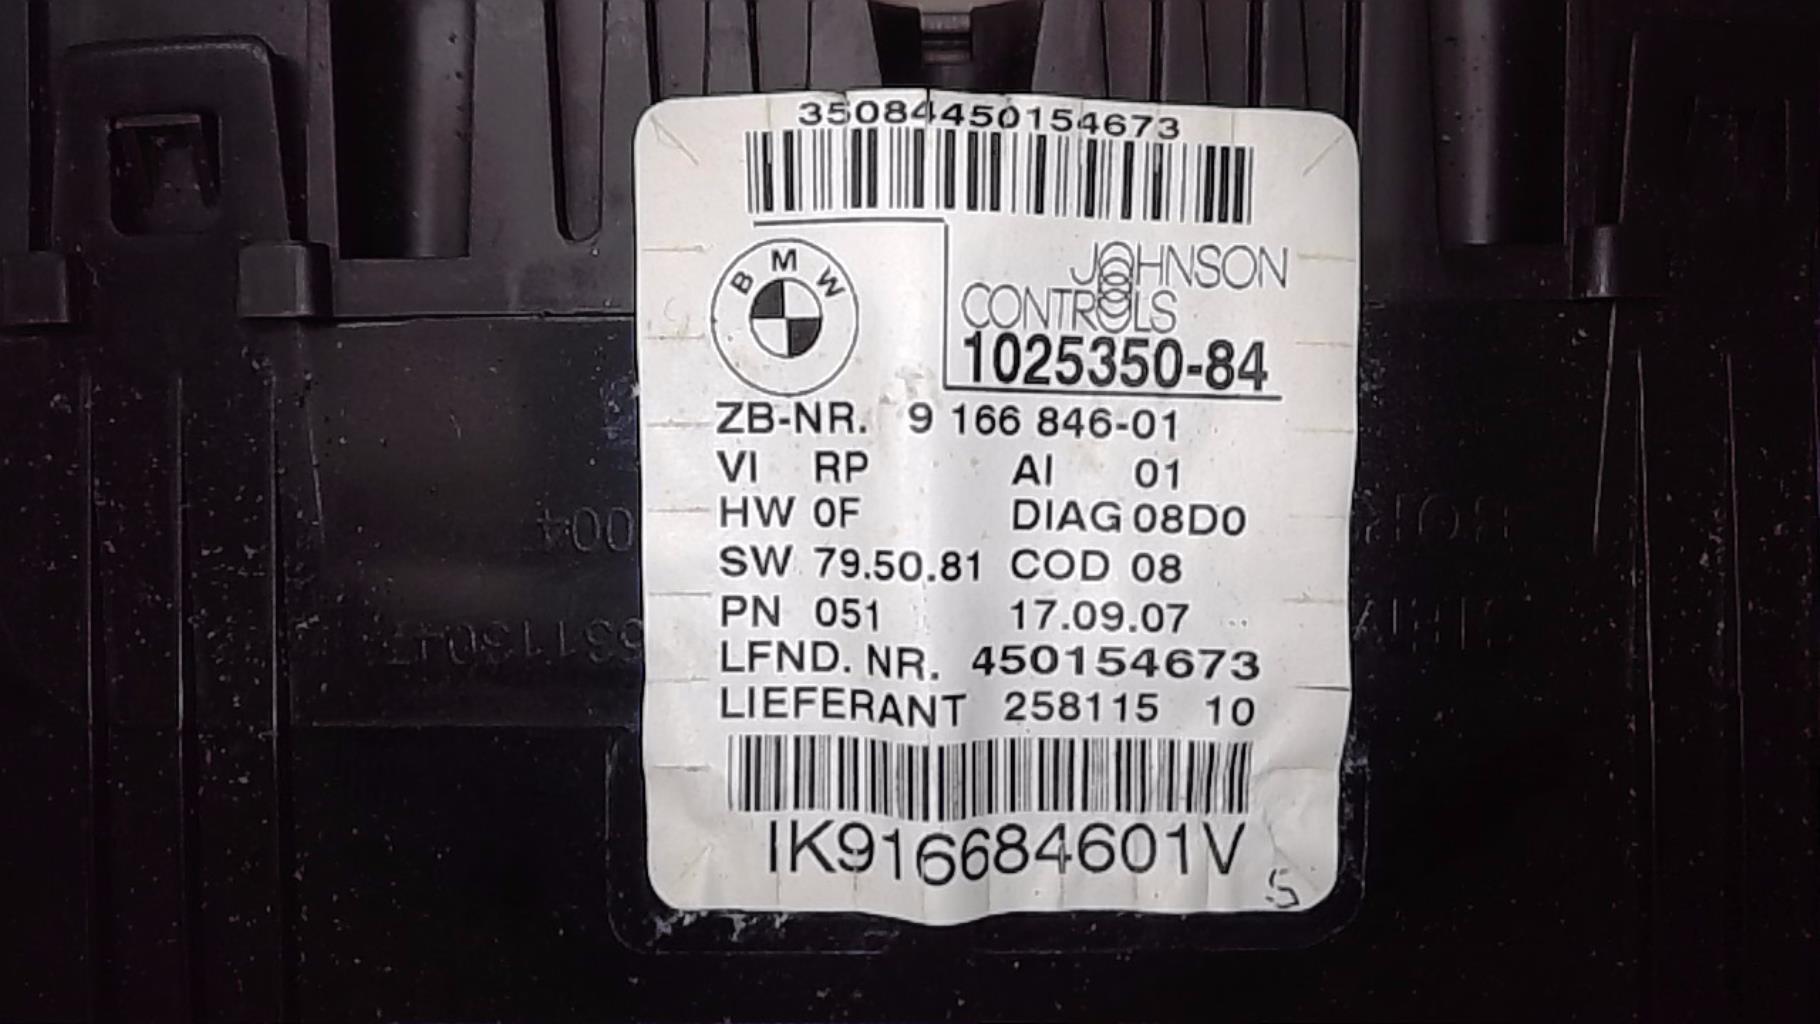 35084450154673
BMW
JOHNSON
CONTROLS
1025350-84
ZB-NR. 9 166 846-01
VI RP AI 01
HW 0F DIAG 08D0
SW 79.50.81 COD 08
PN 051 17.09.07
LFND. NR. 450154673
LIEFERANT 258115 10
IK916684601V
S